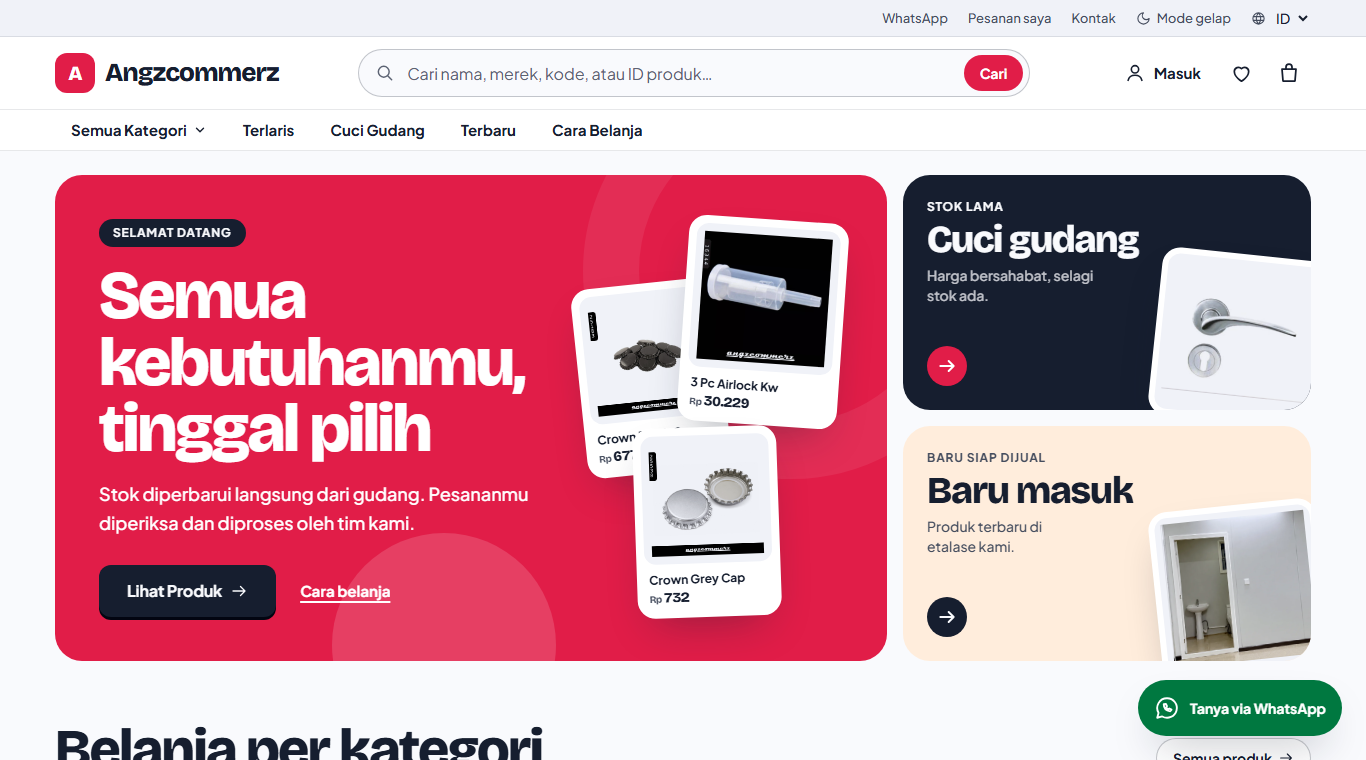 WhatsApp
Pesanan saya
Kontak
Mode gelap
ID
A
Angzcommerz
Cari nama, merek, kode, atau ID produk...
Cari
Masuk
Semua Kategori
Terlaris
Cuci Gudang
Terbaru
Cara Belanja
SELAMAT DATANG
Semua
kebutuhanmu,
tinggal pilih
Stok diperbarui langsung dari gudang. Pesananmu
diperiksa dan diproses oleh tim kami.
Lihat Produk
Cara belanja
angzcommerz
3 Pc Airlock Kw
Rp 30.229
Crown
Rp
angzcommerz
Crown Grey Cap
Rp 732
STOK LAMA
Cuci gudang
Harga bersahabat, selagi
stok ada.
BARU SIAP DIJUAL
Baru masuk
Produk terbaru di
etalase kami.
Tanya via WhatsApp
Belanja per kategori
Semua produk